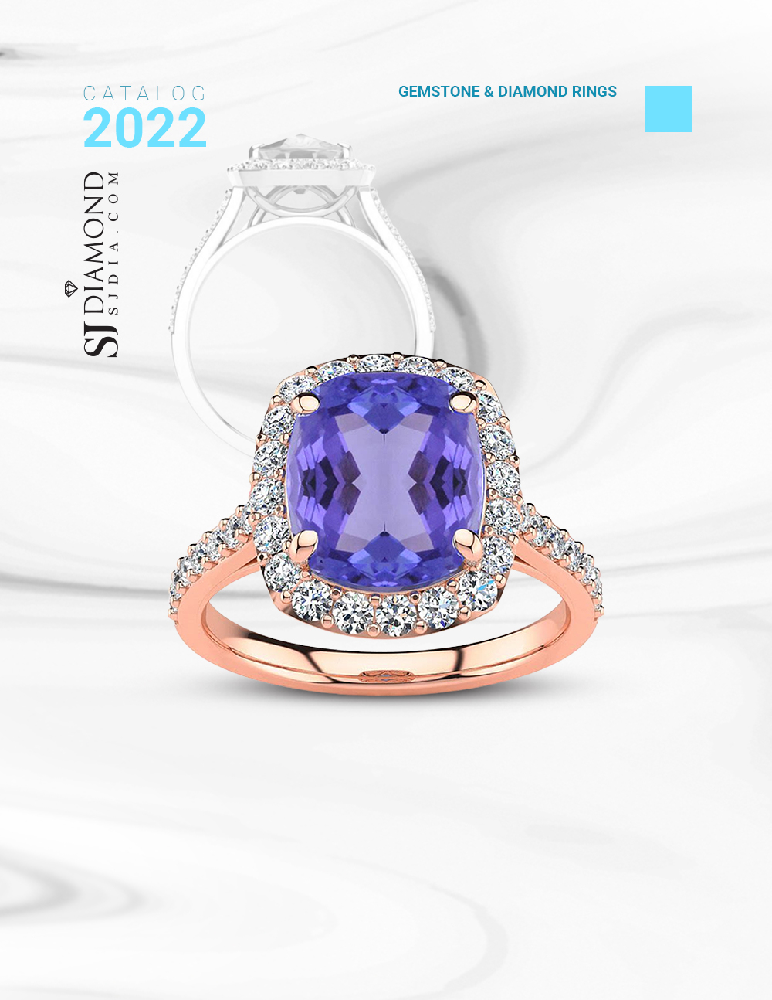 CATALOG
2022
GEMSTONE & DIAMOND RINGS
SJ DIAMOND
SJDIA.COM